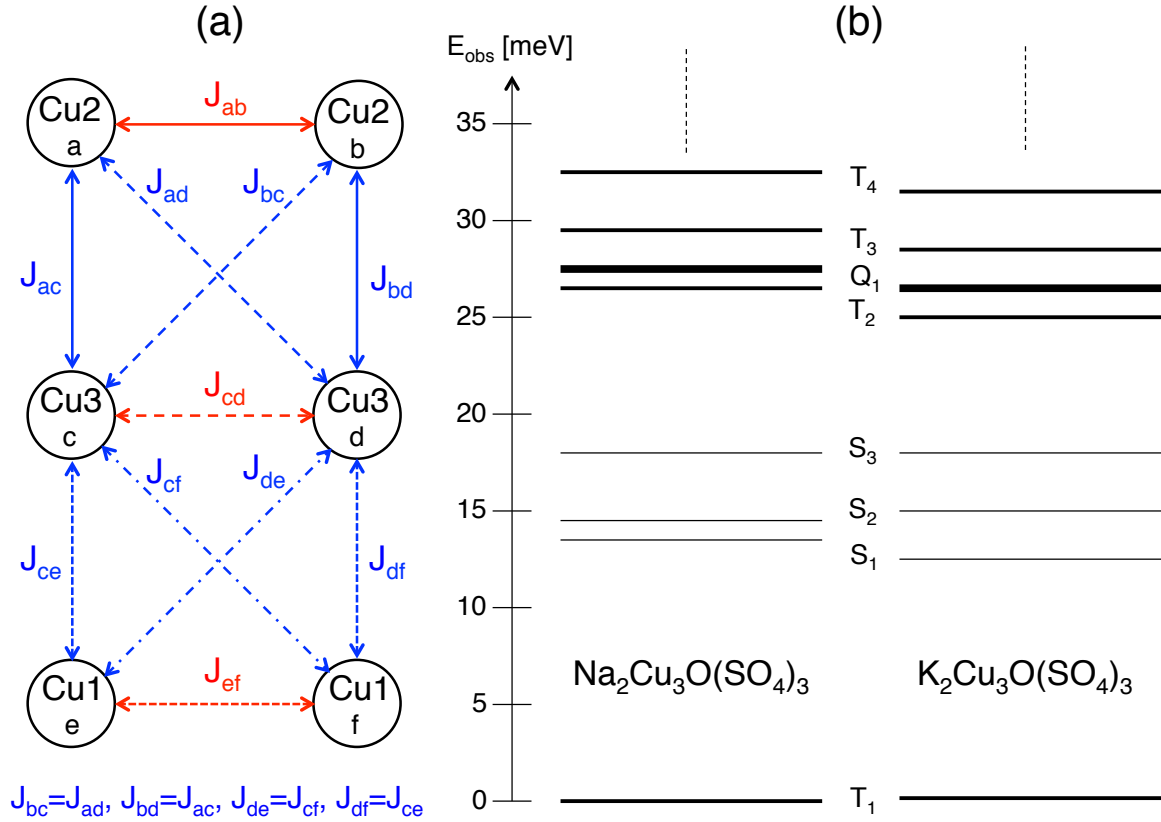 (a)
Cu2
a
J_ab
Cu2
b
J_ad
J_bc
J_ac
J_bd
Cu3
c
J_cd
Cu3
d
J_cf
J_de
J_ce
J_df
Cu1
e
J_ef
Cu1
f
J_bc=J_ad, J_bd=J_ac, J_de=J_cf, J_df=J_ce
(b)
E_obs [meV]
35
30
25
20
15
10
5
0
T_4
T_3
Q_1
T_2
S_3
S_2
S_1
Na_2Cu_3O(SO_4)_3
K_2Cu_3O(SO_4)_3
T_1